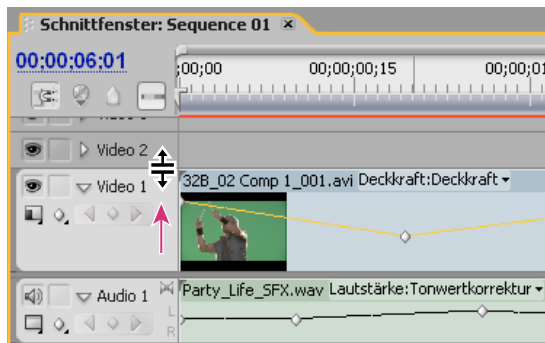 Schnittfenster: Sequence 01
00;00;06;01
;00;00 00;00;00;15 00;00;01
Video 2
Video 1
32B_02 Comp 1_001.avi Deckkraft:Deckkraft
Audio 1
Party_Life_SFX.wav Lautstärke:Tonwertkorrektur
L
R